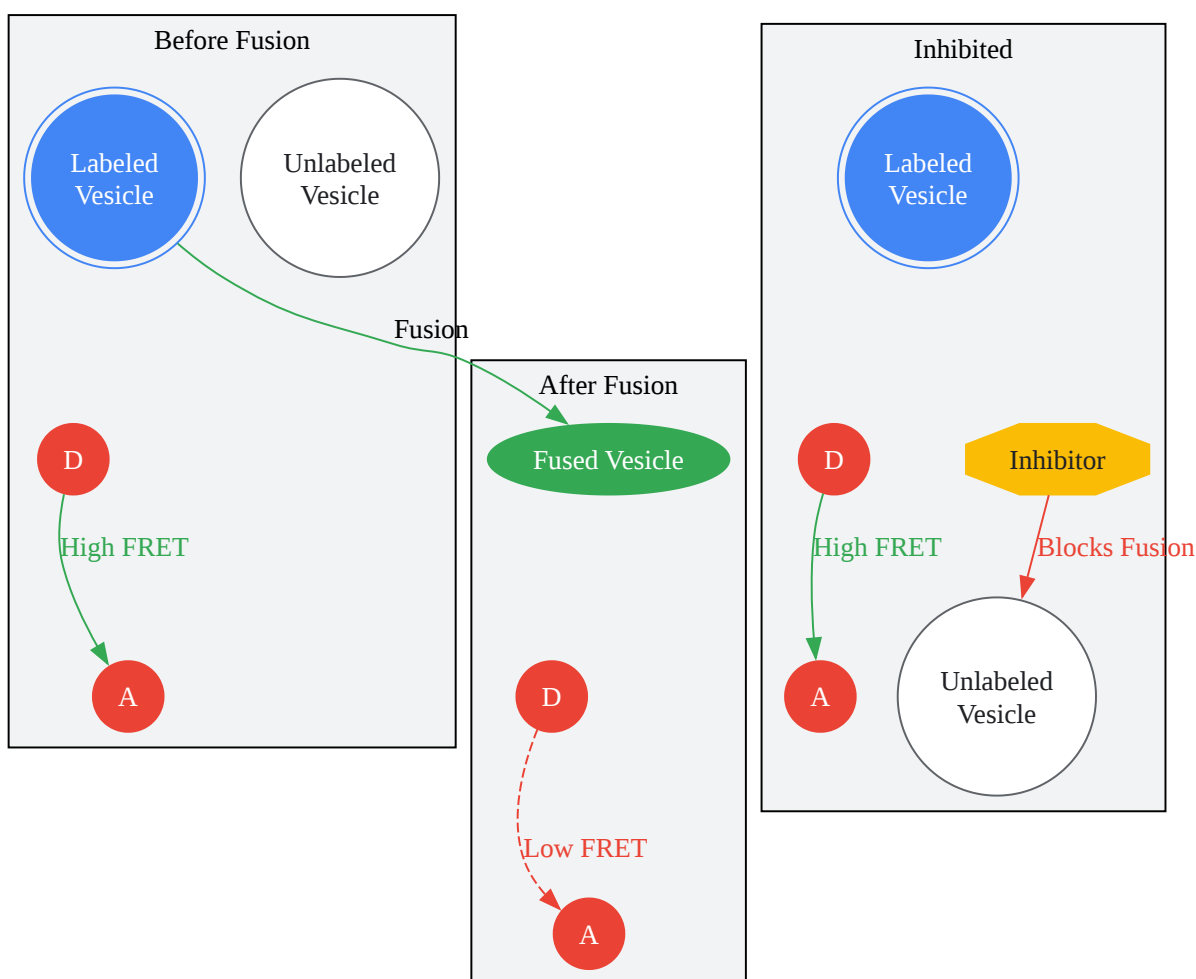 Before Fusion
Labeled
Vesicle
Unlabeled
Vesicle
Fusion
D
High FRET
A
After Fusion
Fused Vesicle
D
Low FRET
A
Inhibited
Labeled
Vesicle
D
Inhibitor
High FRET
Blocks Fusion
A
Unlabeled
Vesicle